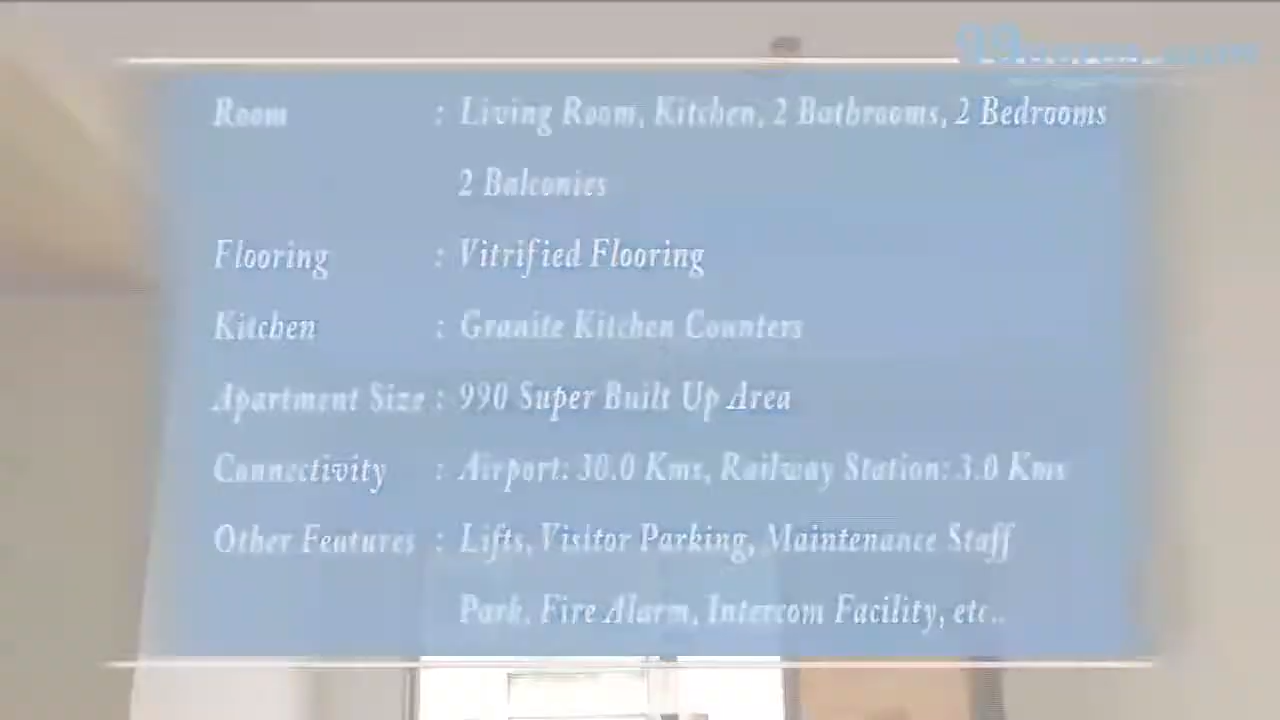 Room : Living Room, Kitchen, 2 Bathrooms, 2 Bedrooms
2 Balconies
Flooring : Vitrified Flooring
Kitchen : Granite Kitchen Counters
Apartment Size : 990 Super Built Up Area
Connectivity : Airport: 30.0 Kms, Railway Station: 3.0 Kms
Other Features : Lifts, Visitor Parking, Maintenance Staff
Park, Fire Alarm, Intercom Facility, etc..